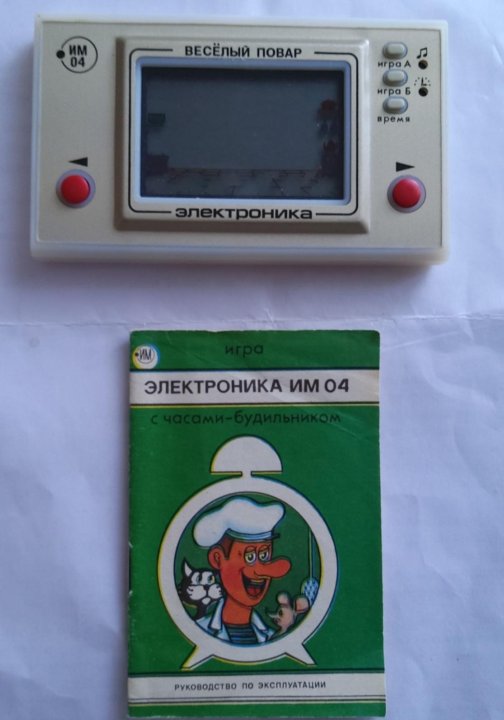 ИМ
04
ВЕСЁЛЫЙ ПОВАР
игра А
игра Б
время
электроника
ИМ
игра
ЭЛЕКТРОНИКА ИМ 04
с часами-будильником
РУКОВОДСТВО ПО ЭКСПЛУАТАЦИИ